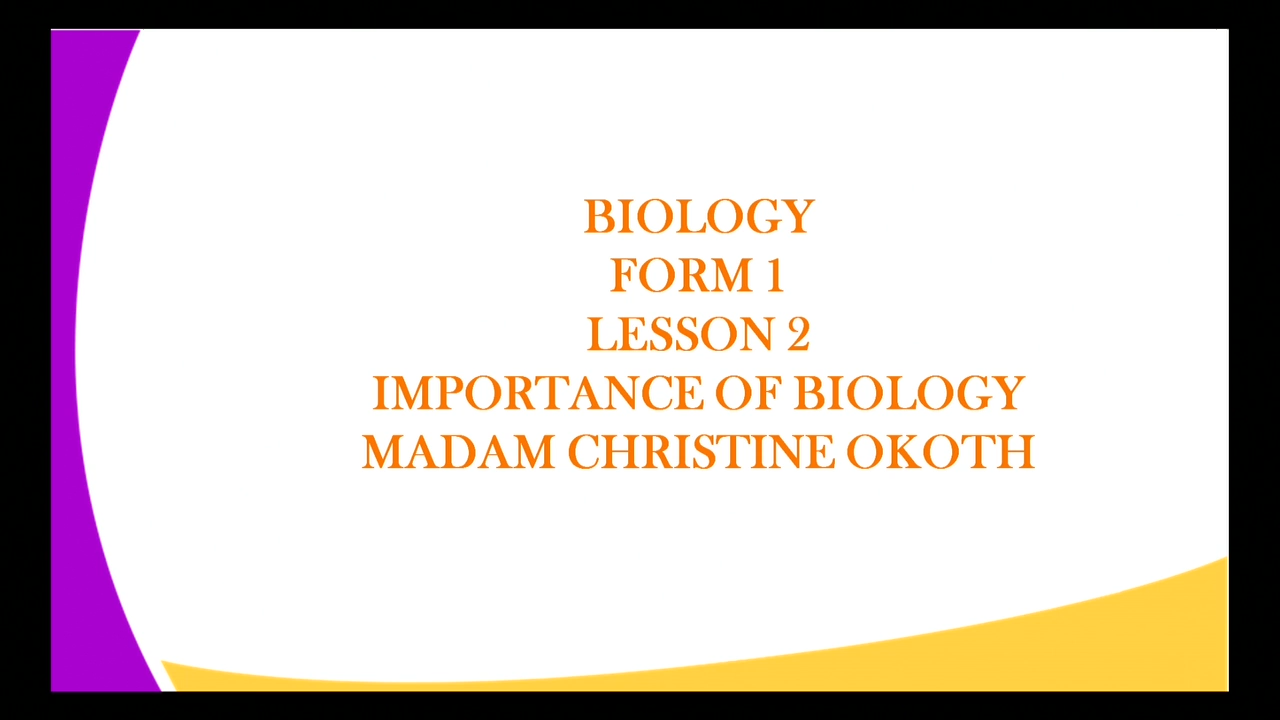 BIOLOGY
FORM 1
LESSON 2
IMPORTANCE OF BIOLOGY
MADAM CHRISTINE OKOTH